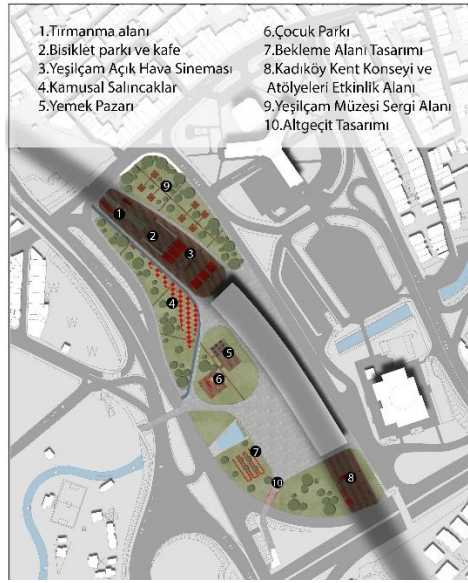 1.Tırmanma alanı
2.Bisiklet parkı ve kafe
3.Yeşilçam Açık Hava Sineması
4.Kamusal Salıncaklar
5.Yemek Pazarı
6.Çocuk Parkı
7.Bekleme Alanı Tasarımı
8.Kadıköy Kent Konseyi ve
Atölyeleri Etkinlik Alanı
9.Yeşilçam Müzesi Sergi Alanı
10.Altgeçit Tasarımı
9
1
2
3
4
5
6
7
10
8